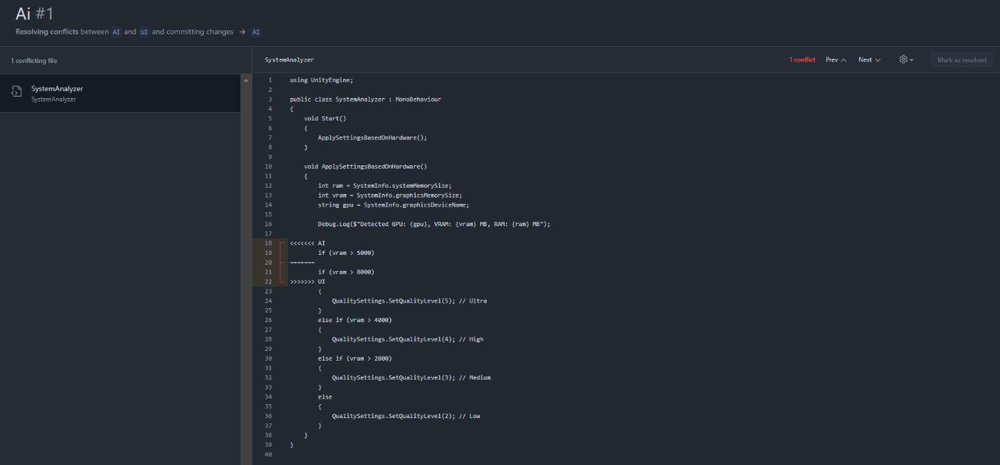 Ai #1
Resolving conflicts between AI and UI and committing changes → AI
1 conflicting file
SystemAnalyzer
SystemAnalyzer
SystemAnalyzer
1 conflict Prev Next Mark as resolved
1 using UnityEngine;
2
3 public class SystemAnalyzer : MonoBehaviour
4 {
5     void Start()
6     {
7         ApplySettingsBasedOnHardware();
8     }
9
10     void ApplySettingsBasedOnHardware()
11     {
12         int ram = SystemInfo.systemMemorySize;
13         int vram = SystemInfo.graphicsMemorySize;
14         string gpu = SystemInfo.graphicsDeviceName;
15
16         Debug.Log($"Detected GPU: {gpu}, VRAM: {vram} MB, RAM: {ram} MB");
17
18 <<<<<<< AI
19         if (vram > 5000)
20 =======
21         if (vram > 8000)
22 >>>>>>> UI
23         {
24             QualitySettings.SetQualityLevel(5); // Ultra
25         }
26         else if (vram > 4000)
27         {
28             QualitySettings.SetQualityLevel(4); // High
29         }
30         else if (vram > 2000)
31         {
32             QualitySettings.SetQualityLevel(3); // Medium
33         }
34         else
35         {
36             QualitySettings.SetQualityLevel(2); // Low
37         }
38     }
39 }
40